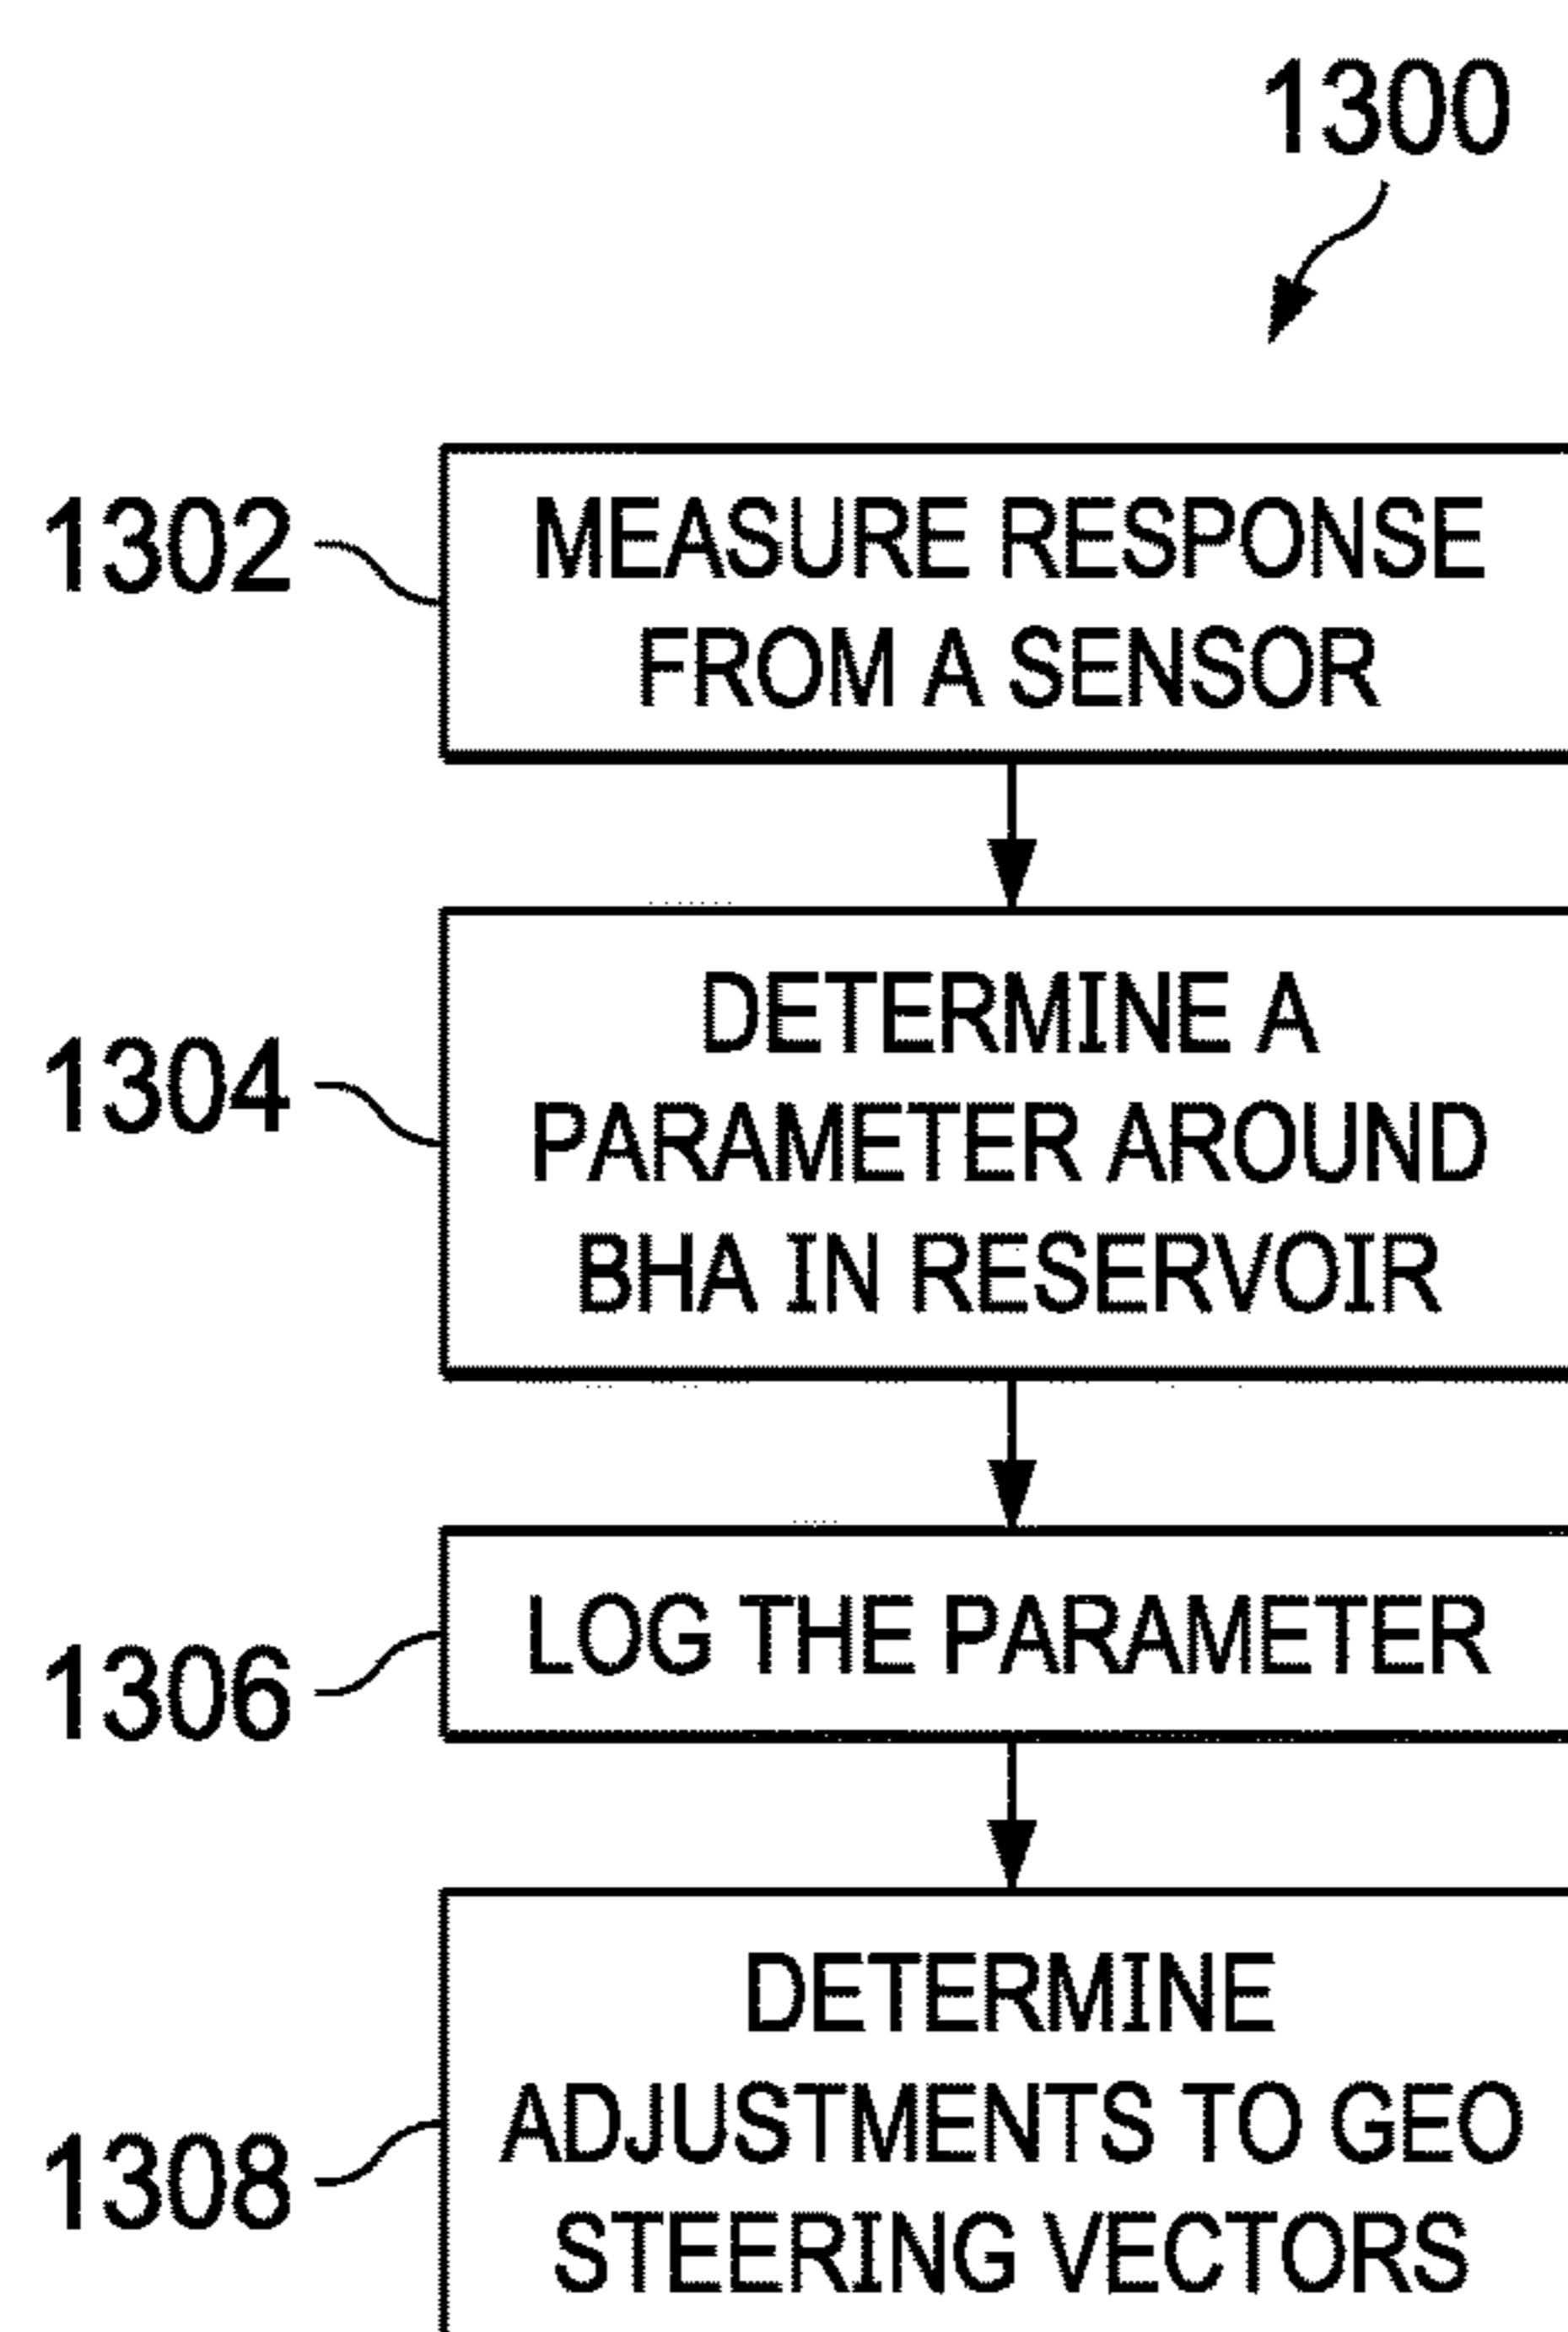 1300
1302
MEASURE RESPONSE
FROM A SENSOR
1304
DETERMINE A
PARAMETER AROUND
BHA IN RESERVOIR
1306
LOG THE PARAMETER
1308
DETERMINE
ADJUSTMENTS TO GEO
STEERING VECTORS